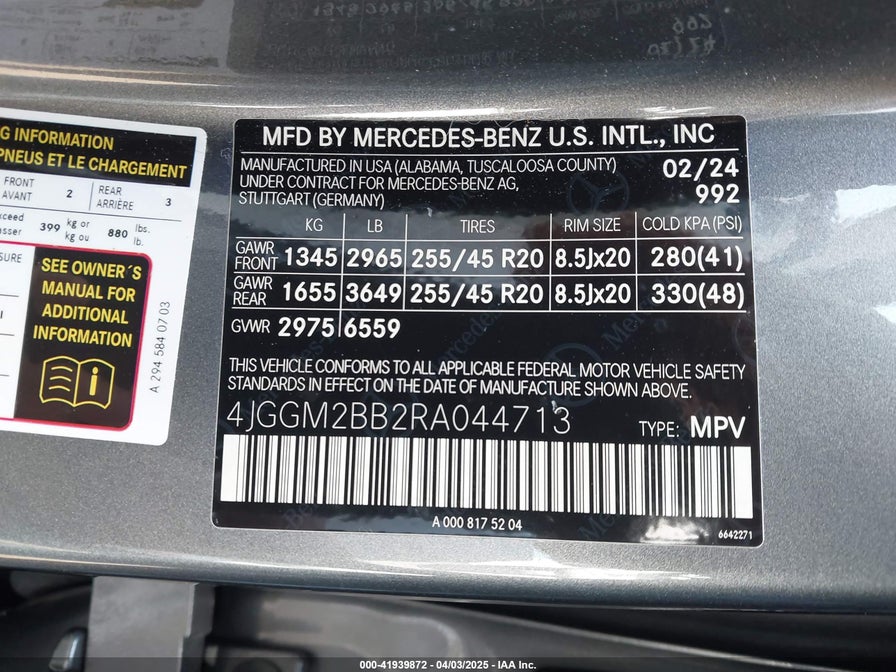 G INFORMATION
PNEUS ET LE CHARGEMENT
FRONT
AVANT 2 REAR
ARRIÈRE 3
399 kg or
kg ou 880 lbs.
lb.
SEE OWNER´S
MANUAL FOR
ADDITIONAL
INFORMATION
A 294 584 07 03
MFD BY MERCEDES-BENZ U.S. INTL., INC
MANUFACTURED IN USA (ALABAMA, TUSCALOOSA COUNTY) 02/24
UNDER CONTRACT FOR MERCEDES-BENZ AG, 992
STUTTGART (GERMANY)
KG LB TIRES RIM SIZE COLD KPA (PSI)
GAWR
FRONT 1345 2965 255/45 R20 8.5Jx20 280(41)
GAWR
REAR 1655 3649 255/45 R20 8.5Jx20 330(48)
GVWR 2975 6559
THIS VEHICLE CONFORMS TO ALL APPLICABLE FEDERAL MOTOR VEHICLE SAFETY
STANDARDS IN EFFECT ON THE DATE OF MANUFACTURE SHOWN ABOVE.
4JGGM2BB2RA044713 TYPE: MPV
A 000 817 52 04
6642271
000-41939872 - 04/03/2025 - IAA Inc.